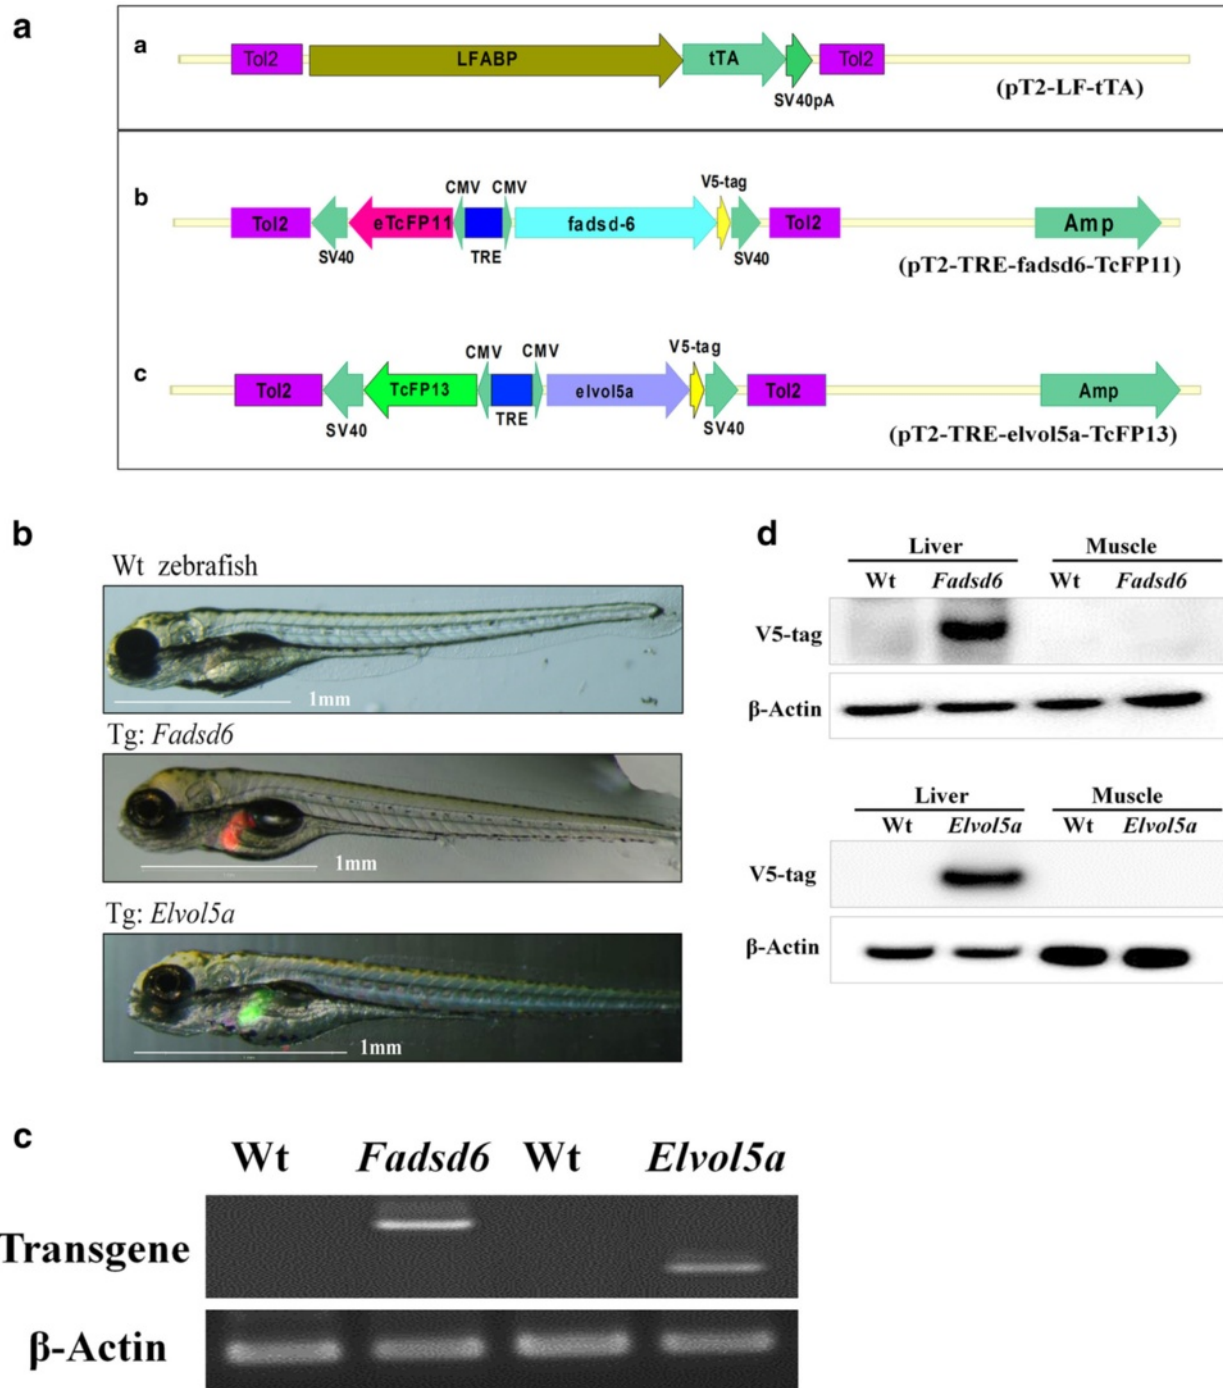 a
a
Tol2 LFABP tTA Tol2
SV40pA
(pT2-LF-tTA)
b
CMV CMV V5-tag
Tol2 eTcFP11 fadsd-6 Tol2 Amp
SV40 TRE SV40
(pT2-TRE-fadsd6-TcFP11)
c
CMV CMV V5-tag
Tol2 TcFP13 elvol5a Tol2 Amp
SV40 TRE SV40
(pT2-TRE-elvol5a-TcFP13)
b
Wt zebrafish
1mm
Tg: Fadsd6
1mm
Tg: Elvol5a
1mm
d
Liver Muscle
Wt Fadsd6 Wt Fadsd6
V5-tag
β-Actin
Liver Muscle
Wt Elvol5a Wt Elvol5a
V5-tag
β-Actin
c
Wt Fadsd6 Wt Elvol5a
Transgene
β-Actin